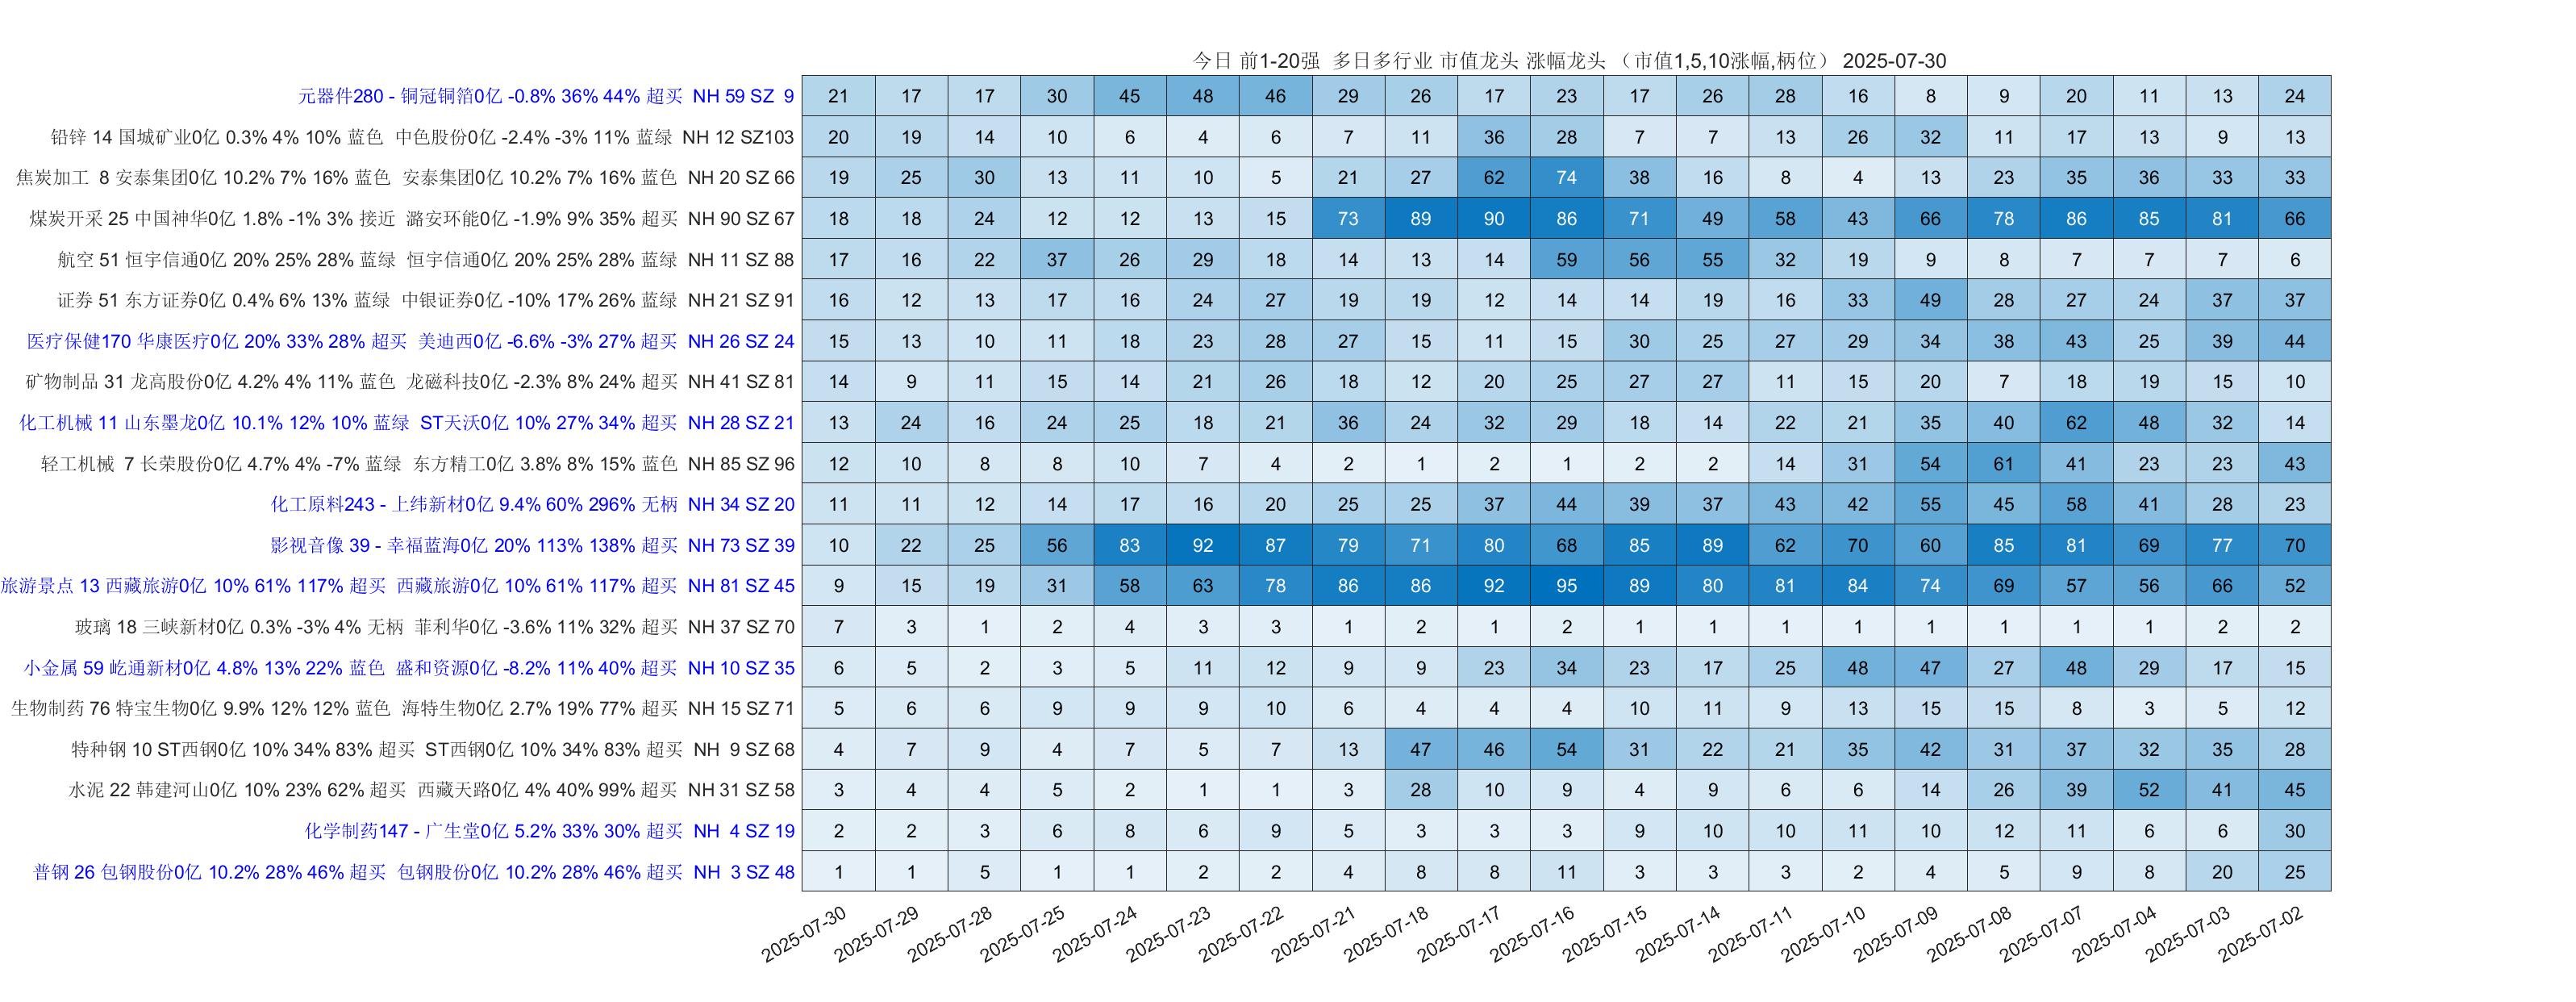 今日 前1-20强 多日多行业 市值龙头 涨幅龙头 （市值1,5,10涨幅,柄位） 2025-07-30
元器件280 - 铜冠铜箔0亿 -0.8% 36% 44% 超买 NH 59 SZ 9 21 17 17 30 45 48 46 29 26 17 23 17 26 28 16 8 9 20 11 13 24
铅锌 14 国城矿业0亿 0.3% 4% 10% 蓝色 中色股份0亿 -2.4% -3% 11% 蓝绿 NH 12 SZ103 20 19 14 10 6 4 6 7 11 36 28 7 7 13 26 32 11 17 13 9 13
焦炭加工 8 安泰集团0亿 10.2% 7% 16% 蓝色 安泰集团0亿 10.2% 7% 16% 蓝色 NH 20 SZ 66 19 25 30 13 11 10 5 21 27 62 74 38 16 8 4 13 23 35 36 33 33
煤炭开采 25 中国神华0亿 1.8% -1% 3% 接近 潞安环能0亿 -1.9% 9% 35% 超买 NH 90 SZ 67 18 18 24 12 12 13 15 73 89 90 86 71 49 58 43 66 78 86 85 81 66
航空 51 恒宇信通0亿 20% 25% 28% 蓝绿 恒宇信通0亿 20% 25% 28% 蓝绿 NH 11 SZ 88 17 16 22 37 26 29 18 14 13 14 59 56 55 32 19 9 8 7 7 7 6
证券 51 东方证券0亿 0.4% 6% 13% 蓝绿 中银证券0亿 -10% 17% 26% 蓝绿 NH 21 SZ 91 16 12 13 17 16 24 27 19 19 12 14 14 19 16 33 49 28 27 24 37 37
医疗保健170 华康医疗0亿 20% 33% 28% 超买 美迪西0亿 -6.6% -3% 27% 超买 NH 26 SZ 24 15 13 10 11 18 23 28 27 15 11 15 30 25 27 29 34 38 43 25 39 44
矿物制品 31 龙高股份0亿 4.2% 4% 11% 蓝色 龙磁科技0亿 -2.3% 8% 24% 超买 NH 41 SZ 81 14 9 11 15 14 21 26 18 12 20 25 27 27 11 15 20 7 18 19 15 10
化工机械 11 山东墨龙0亿 10.1% 12% 10% 蓝绿 ST天沃0亿 10% 27% 34% 超买 NH 28 SZ 21 13 24 16 24 25 18 21 36 24 32 29 18 14 22 21 35 40 62 48 32 14
轻工机械 7 长荣股份0亿 4.7% 4% -7% 蓝绿 东方精工0亿 3.8% 8% 15% 蓝色 NH 85 SZ 96 12 10 8 8 10 7 4 2 1 2 1 2 2 14 31 54 61 41 23 23 43
化工原料243 - 上纬新材0亿 9.4% 60% 296% 无柄 NH 34 SZ 20 11 11 12 14 17 16 20 25 25 37 44 39 37 43 42 55 45 58 41 28 23
影视音像 39 - 幸福蓝海0亿 20% 113% 138% 超买 NH 73 SZ 39 10 22 25 56 83 92 87 79 71 80 68 85 89 62 70 60 85 81 69 77 70
旅游景点 13 西藏旅游0亿 10% 61% 117% 超买 西藏旅游0亿 10% 61% 117% 超买 NH 81 SZ 45 9 15 19 31 58 63 78 86 86 92 95 89 80 81 84 74 69 57 56 66 52
玻璃 18 三峡新材0亿 0.3% -3% 4% 无柄 菲利华0亿 -3.6% 11% 32% 超买 NH 37 SZ 70 7 3 1 2 4 3 3 1 2 1 2 1 1 1 1 1 1 1 1 2 2
小金属 59 屹通新材0亿 4.8% 13% 22% 蓝色 盛和资源0亿 -8.2% 11% 40% 超买 NH 10 SZ 35 6 5 2 3 5 11 12 9 9 23 34 23 17 25 48 47 27 48 29 17 15
生物制药 76 特宝生物0亿 9.9% 12% 12% 蓝色 海特生物0亿 2.7% 19% 77% 超买 NH 15 SZ 71 5 6 6 9 9 9 10 6 4 4 4 10 11 9 13 15 15 8 3 5 12
特种钢 10 ST西钢0亿 10% 34% 83% 超买 ST西钢0亿 10% 34% 83% 超买 NH 9 SZ 68 4 7 9 4 7 5 7 13 47 46 54 31 22 21 35 42 31 37 32 35 28
水泥 22 韩建河山0亿 10% 23% 62% 超买 西藏天路0亿 4% 40% 99% 超买 NH 31 SZ 58 3 4 4 5 2 1 1 3 28 10 9 4 9 6 6 14 26 39 52 41 45
化学制药147 - 广生堂0亿 5.2% 33% 30% 超买 NH 4 SZ 19 2 2 3 6 8 6 9 5 3 3 3 9 10 10 11 10 12 11 6 6 30
普钢 26 包钢股份0亿 10.2% 28% 46% 超买 包钢股份0亿 10.2% 28% 46% 超买 NH 3 SZ 48 1 1 5 1 1 2 2 4 8 8 11 3 3 3 2 4 5 9 8 20 25
2025-07-30 2025-07-29 2025-07-28 2025-07-25 2025-07-24 2025-07-23 2025-07-22 2025-07-21 2025-07-18 2025-07-17 2025-07-16 2025-07-15 2025-07-14 2025-07-11 2025-07-10 2025-07-09 2025-07-08 2025-07-07 2025-07-04 2025-07-03 2025-07-02